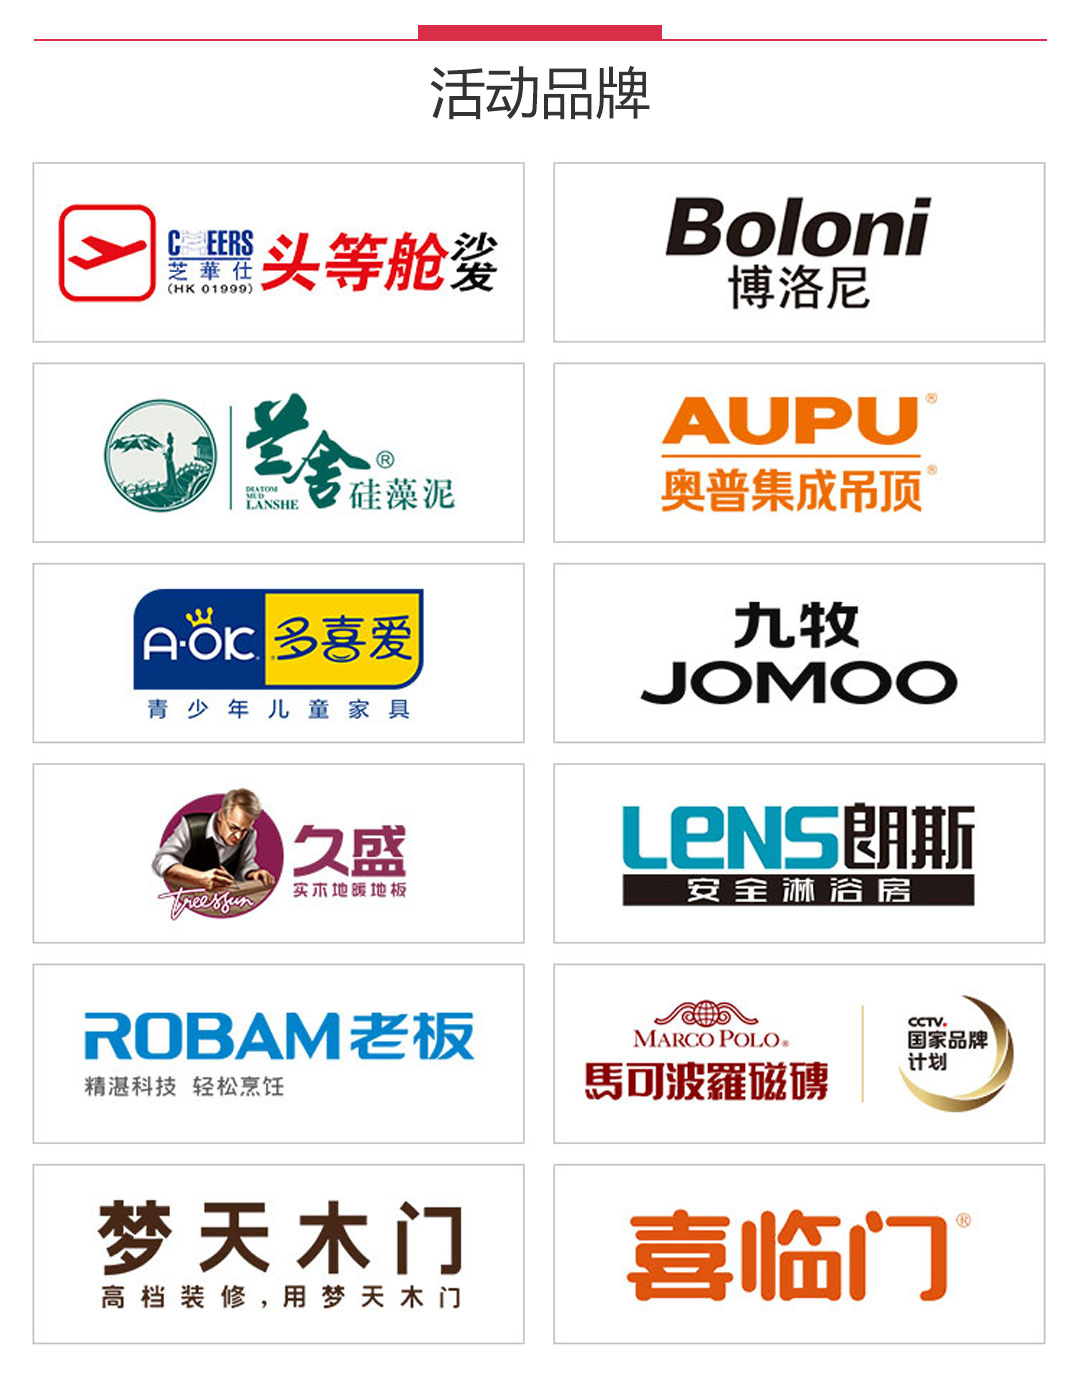 活动品牌
CHEERS
芝華仕
(HK 01999)
头等舱沙发
Boloni
博洛尼
兰舍®
DIATOM
MUD
LANSHE
硅藻泥
AUPU®
奥普集成吊顶®
A·OK 多喜爱
青少年儿童家具
九牧
JOMOO
treessun
久盛
实木地暖地板
LENS朗斯
安全淋浴房
ROBAM老板
精湛科技 轻松烹饪
MARCO POLO®
馬可波羅磁磚
CCTV.
国家品牌
计划
梦天木门
高档装修,用梦天木门
喜临门®